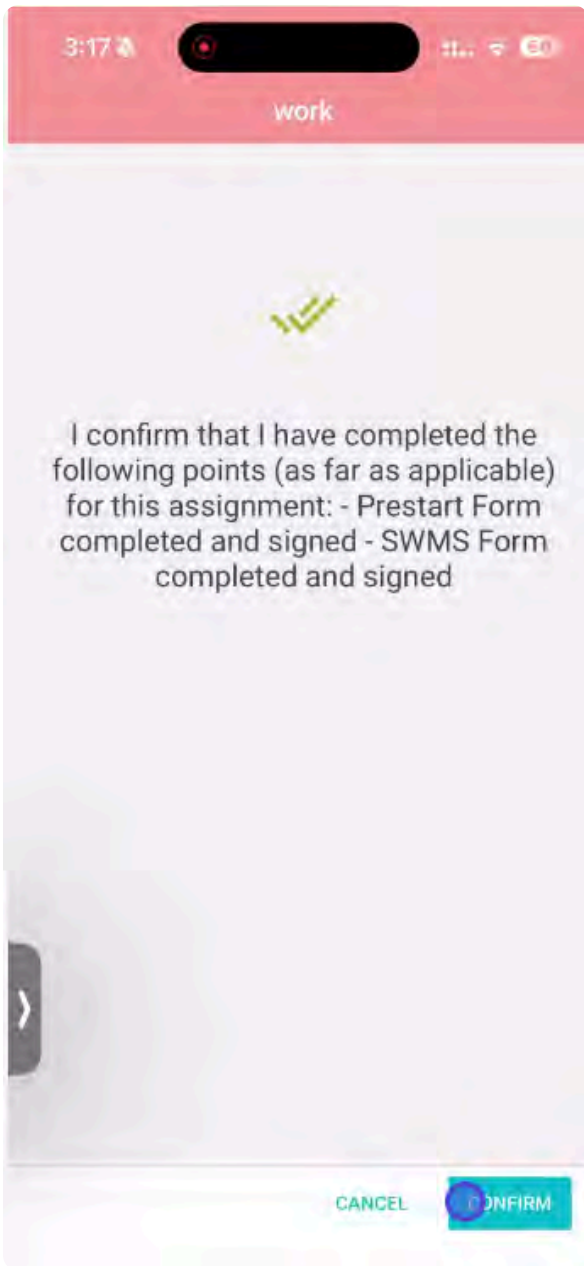 3:17
work
I confirm that I have completed the
following points (as far as applicable)
for this assignment: - Prestart Form
completed and signed - SWMS Form
completed and signed
CANCEL
CONFIRM